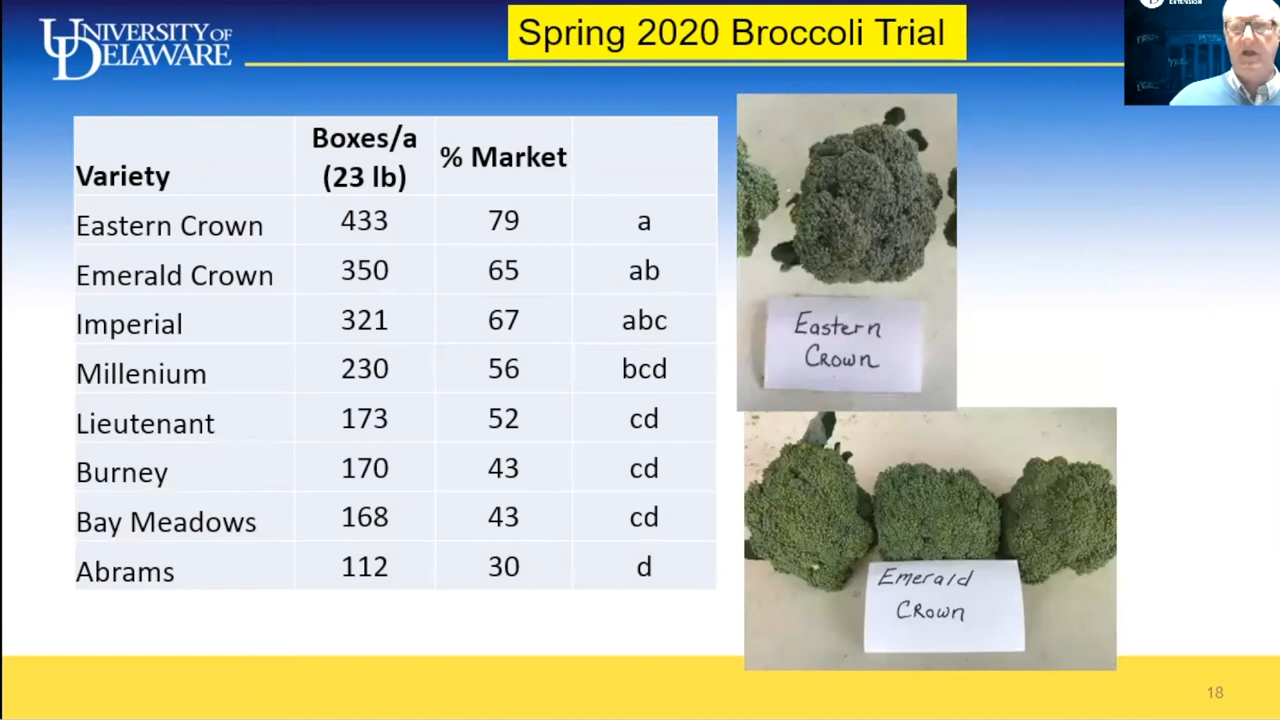 UNIVERSITY OF
DELAWARE
Spring 2020 Broccoli Trial
EXTENSION
Variety Boxes/a (23 lb) % Market
Eastern Crown 433 79 a
Emerald Crown 350 65 ab
Imperial 321 67 abc
Millenium 230 56 bcd
Lieutenant 173 52 cd
Burney 170 43 cd
Bay Meadows 168 43 cd
Abrams 112 30 d
Eastern
Crown
Emerald
Crown
18